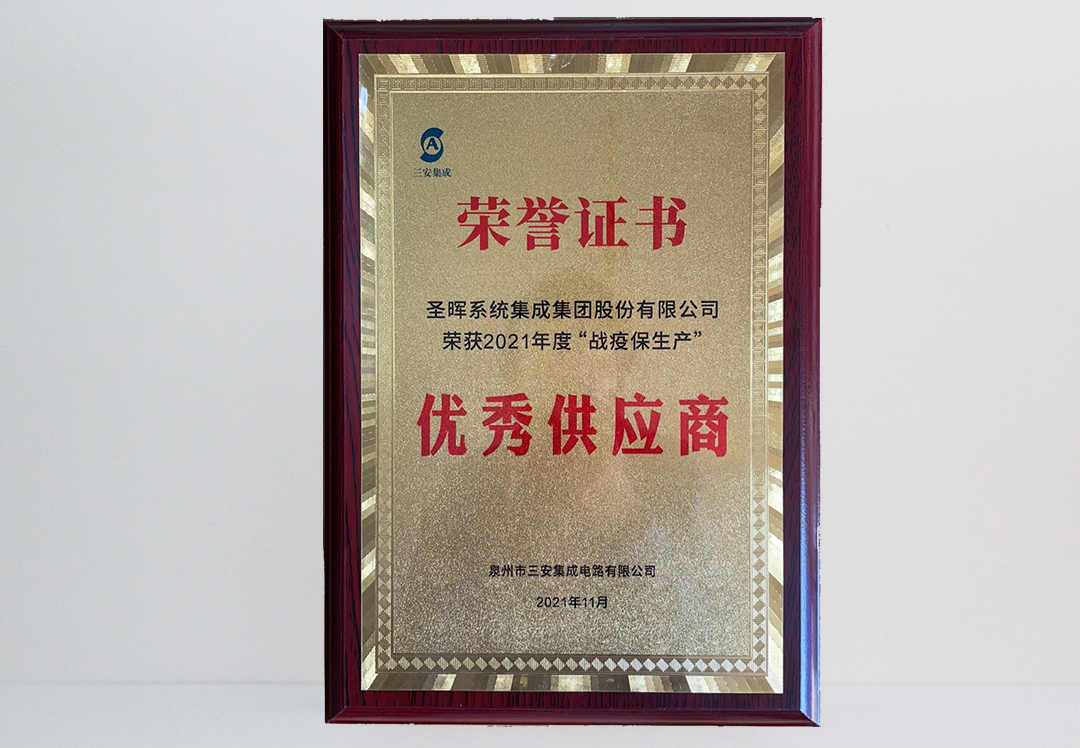 A
三安集成
荣誉证书
圣晖系统集成集团股份有限公司
荣获2021年度“战疫保生产”
优秀供应商
泉州市三安集成电路有限公司
2021年11月